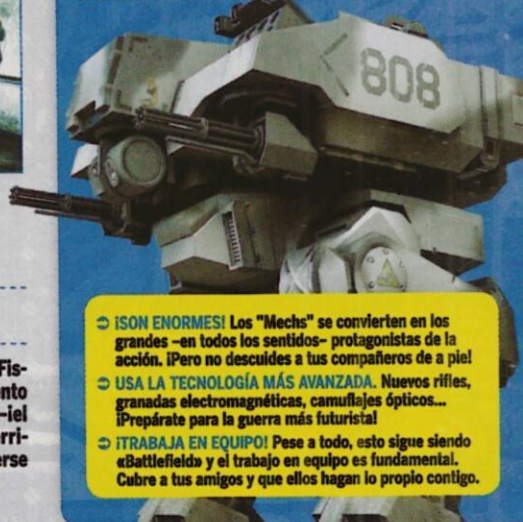 808
➲ ¡SON ENORMES! Los "Mechs" se convierten en los
grandes –en todos los sentidos– protagonistas de la
acción. ¡Pero no descuides a tus compañeros de a pie!
➲ USA LA TECNOLOGÍA MÁS AVANZADA. Nuevos rifles,
granadas electromagnéticas, camuflajes ópticos...
¡Prepárate para la guerra más futurista!
➲ ¡TRABAJA EN EQUIPO! Pese a todo, esto sigue siendo
«Battlefield» y el trabajo en equipo es fundamental.
Cubre a tus amigos y que ellos hagan lo propio contigo.
Fis-
ento
-¡el
erri-
erse